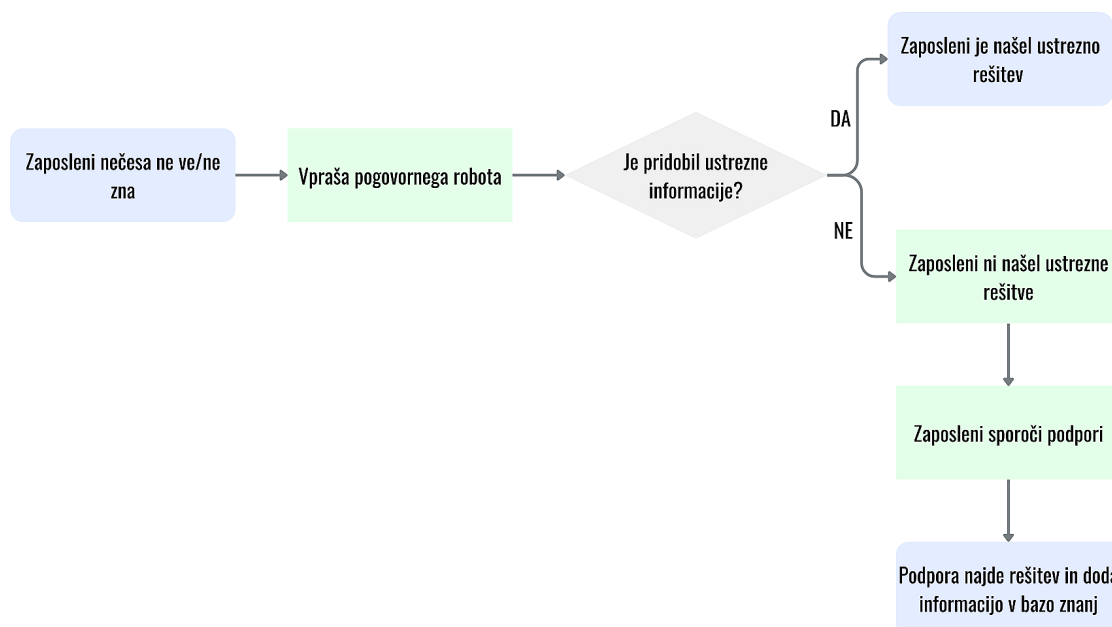 Zaposleni nečesa ne ve/ne
zna
Vpraša pogovornega robota
Je pridobil ustrezne
informacije?
DA
Zaposleni je našel ustrezno
rešitev
NE
Zaposleni ni našel ustrezne
rešitve
Zaposleni sporoči podpori
Podpora najde rešitev in doda
informacijo v bazo znanj